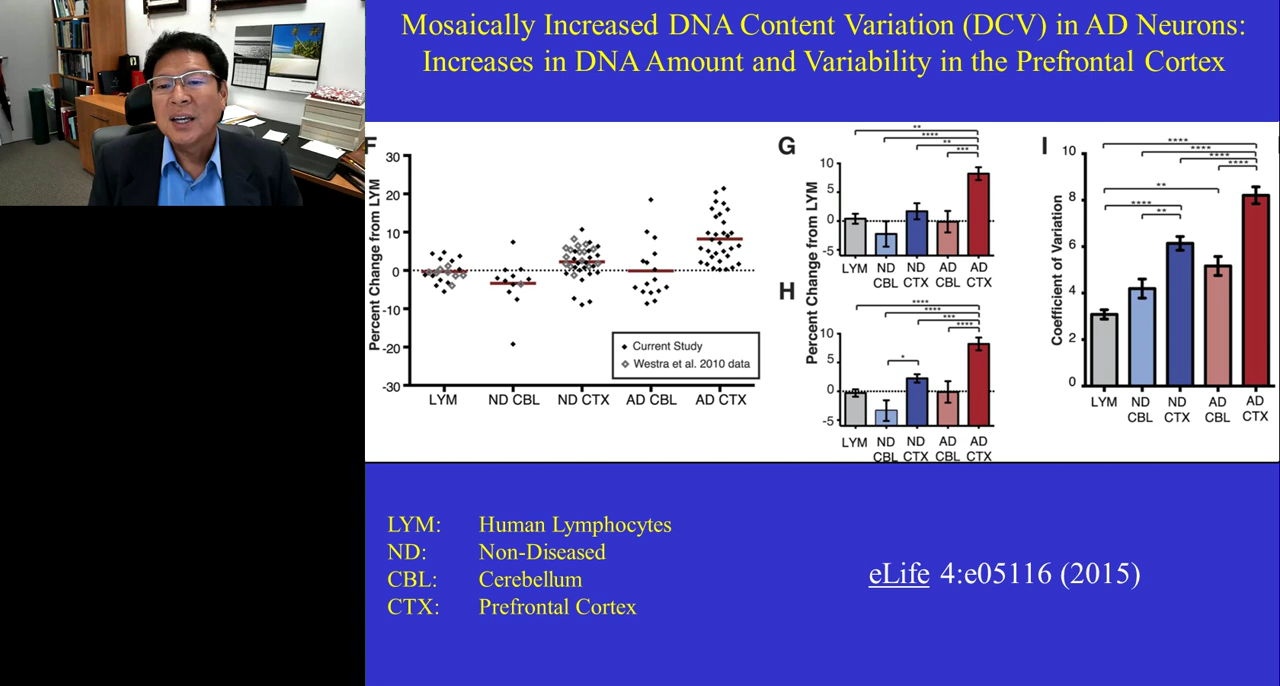 Mosaically Increased DNA Content Variation (DCV) in AD Neurons:
Increases in DNA Amount and Variability in the Prefrontal Cortex
F
Percent Change from LYM
30
20
10
0
-10
-20
-30
LYM
ND CBL
ND CTX
AD CBL
AD CTX
Current Study
Westra et al. 2010 data
Percent Change from LYM
G
**
****
**
***
10
5
0
-5
LYM
ND CBL
ND CTX
AD CBL
AD CTX
H
****
****
***
****
*
10
5
0
-5
LYM
ND CBL
ND CTX
AD CBL
AD CTX
I
Coefficient of Variation
****
****
****
****
**
****
**
10
8
6
4
2
0
LYM
ND CBL
ND CTX
AD CBL
AD CTX
LYM: Human Lymphocytes
ND: Non-Diseased
CBL: Cerebellum
CTX: Prefrontal Cortex
eLife 4:e05116 (2015)